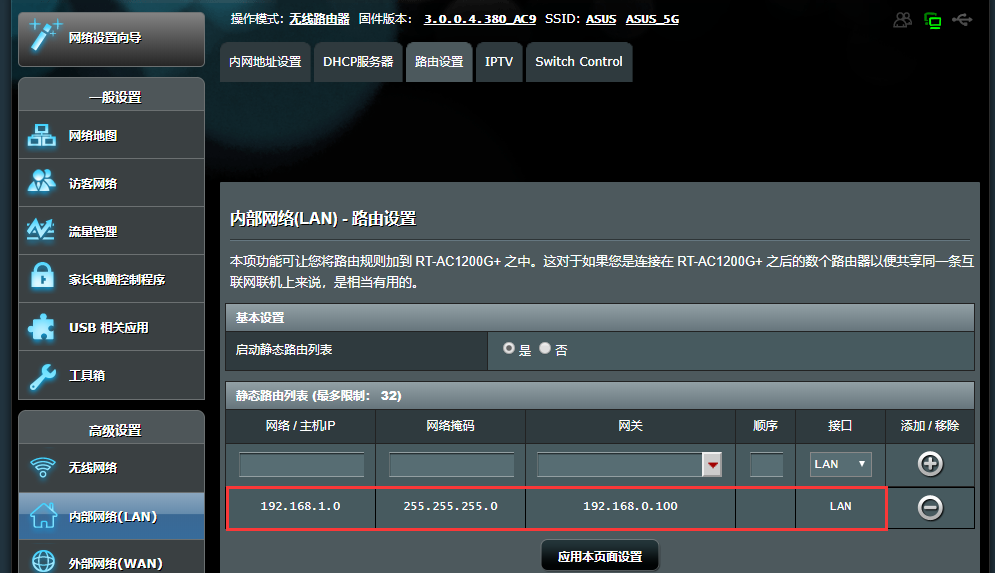 操作模式: 无线路由器 固件版本: 3.0.0.4.380_AC9 SSID: ASUS ASUS_5G
网络设置向导
内网地址设置 DHCP服务器 路由设置 IPTV Switch Control
一般设置
网络地图
访客网络
流量管理
家长电脑控制程序
USB 相关应用
工具箱
高级设置
无线网络
内部网络(LAN)
外部网络(WAN)
内部网络(LAN) - 路由设置
本项功能可让您将路由规则加到 RT-AC1200G+ 之中。这对于如果您是连接在 RT-AC1200G+ 之后的数个路由器以便共享同一条互
联网联机上来说，是相当有用的。
基本设置
启动静态路由列表 是 否
静态路由列表 (最多限制: 32)
网络 / 主机IP 网络掩码 网关 顺序 接口 添加 / 移除
LAN
192.168.1.0 255.255.255.0 192.168.0.100 LAN
应用本页面设置